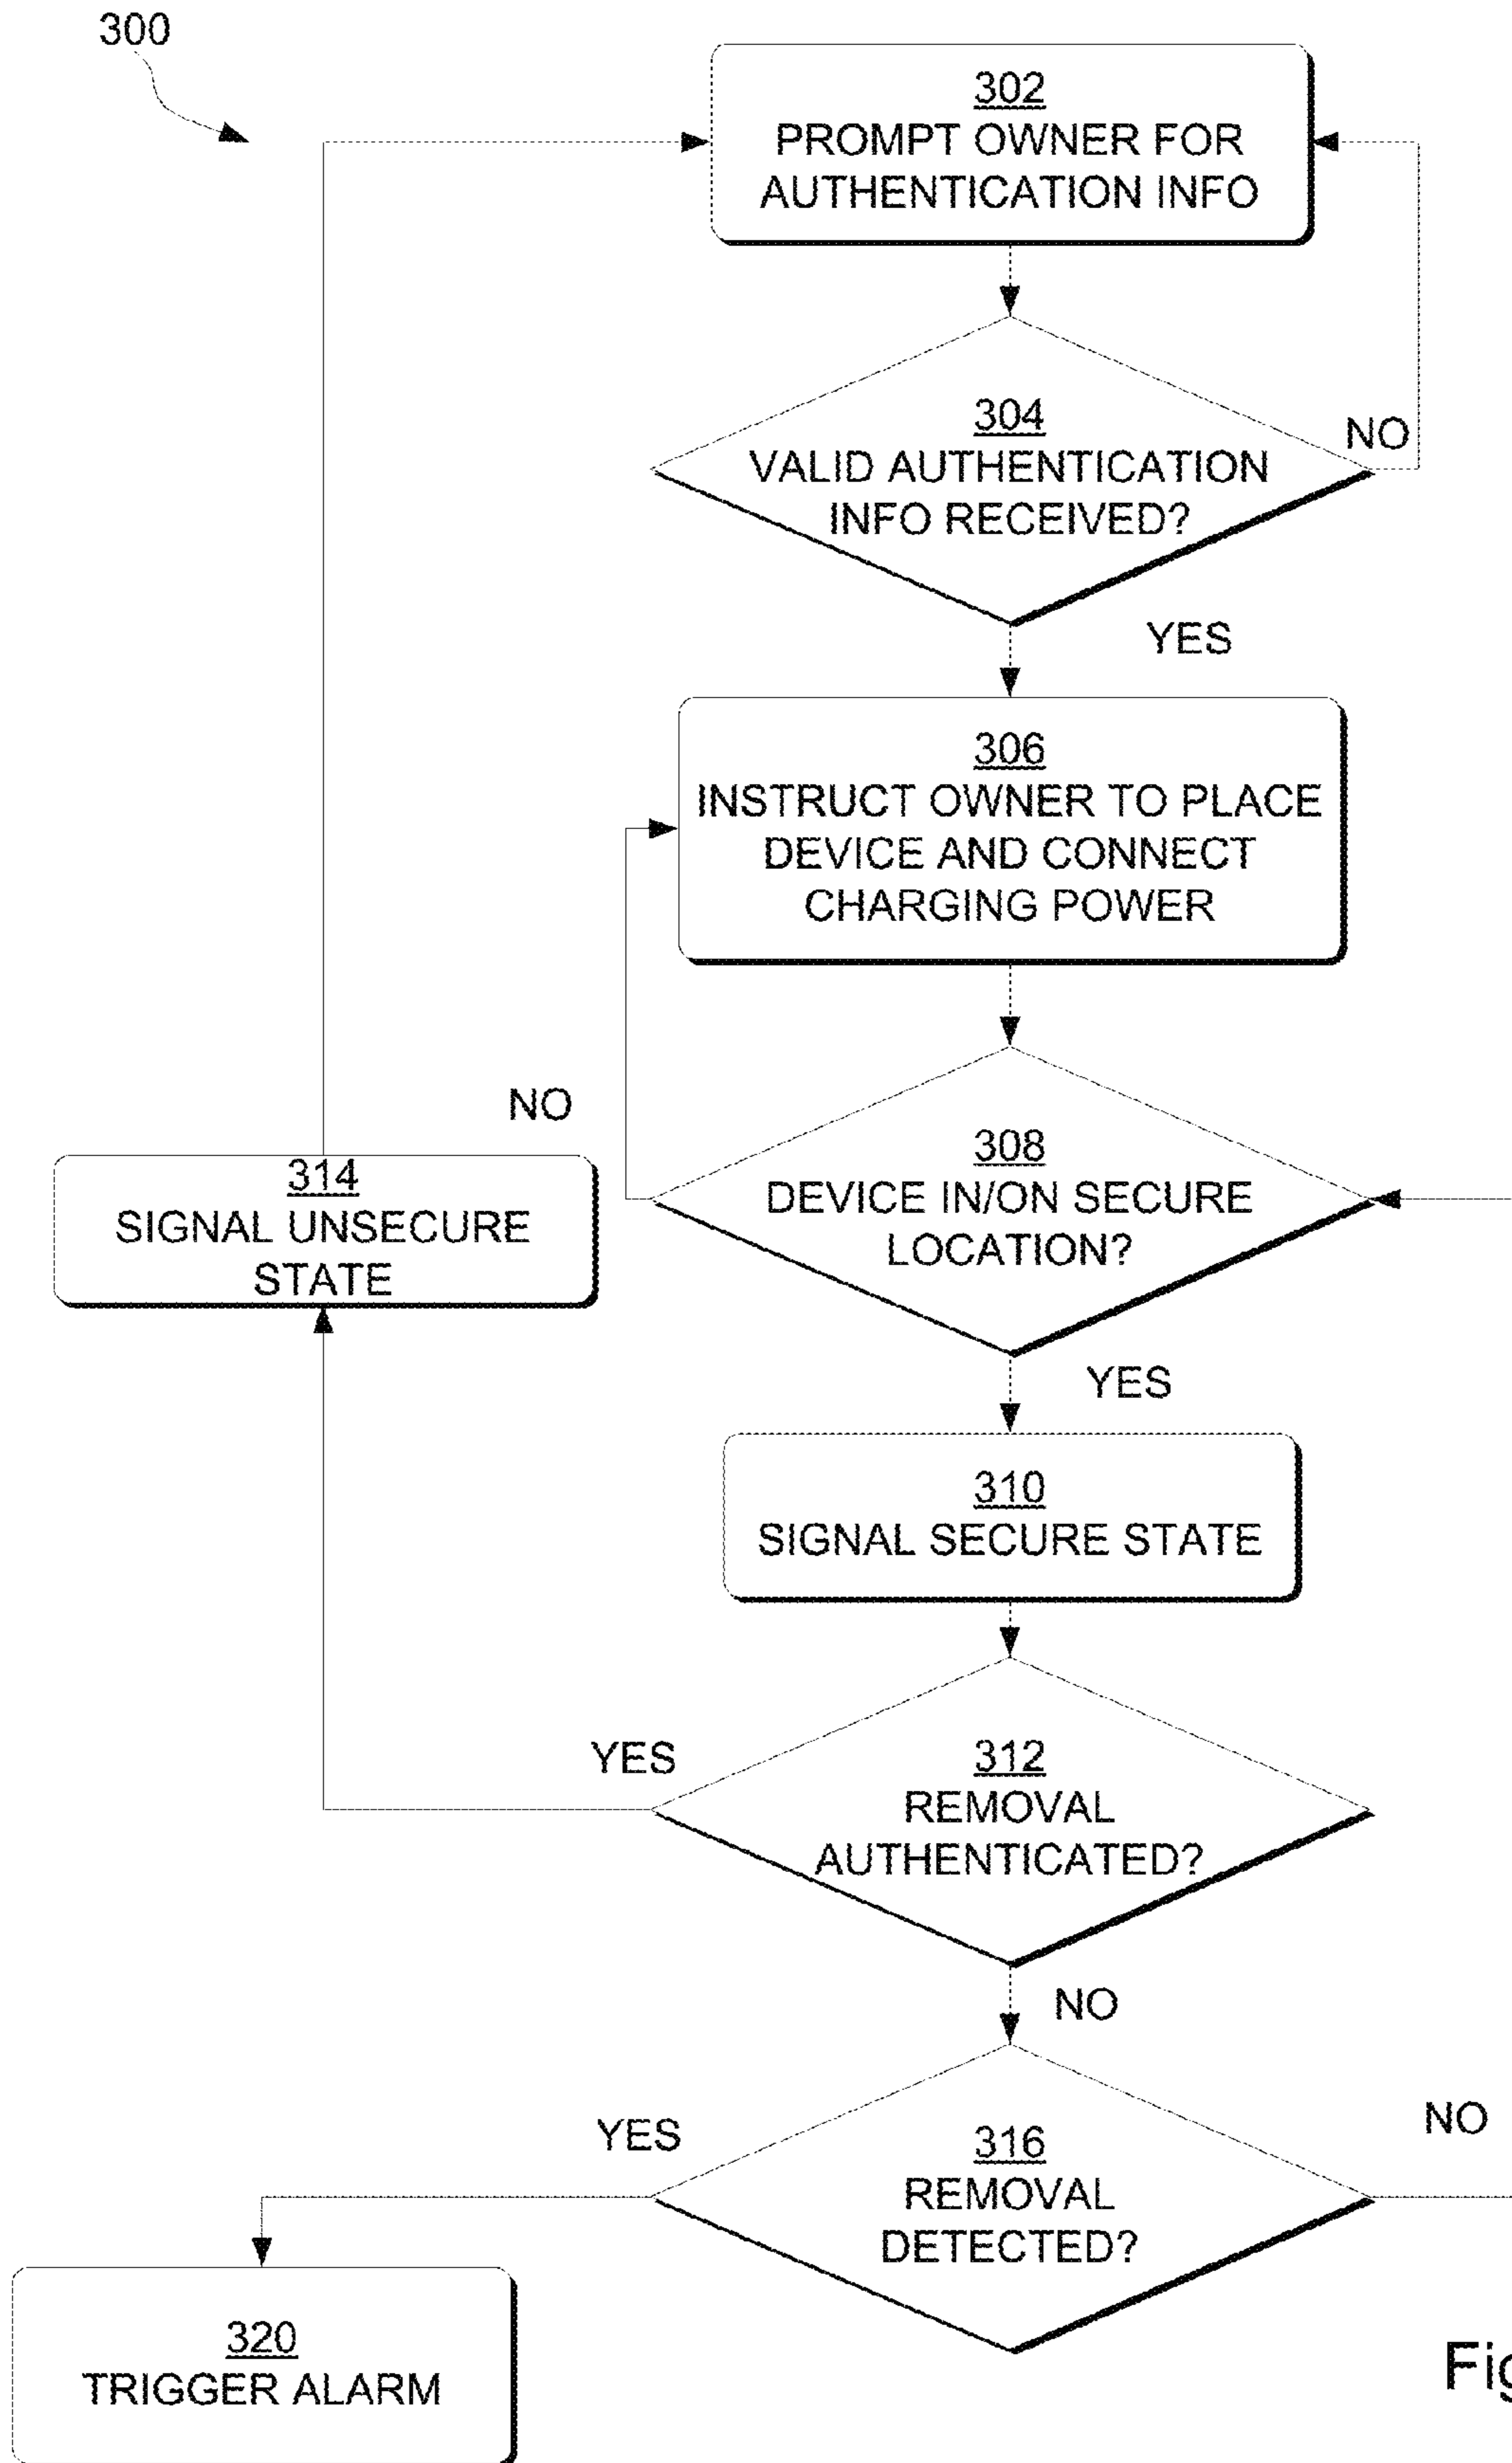 300
302
PROMPT OWNER FOR
AUTHENTICATION INFO
304
VALID AUTHENTICATION
INFO RECEIVED?
NO
YES
306
INSTRUCT OWNER TO PLACE
DEVICE AND CONNECT
CHARGING POWER
NO
308
DEVICE IN/ON SECURE
LOCATION?
314
SIGNAL UNSECURE
STATE
YES
310
SIGNAL SECURE STATE
YES
312
REMOVAL
AUTHENTICATED?
NO
YES
316
REMOVAL
DETECTED?
NO
320
TRIGGER ALARM